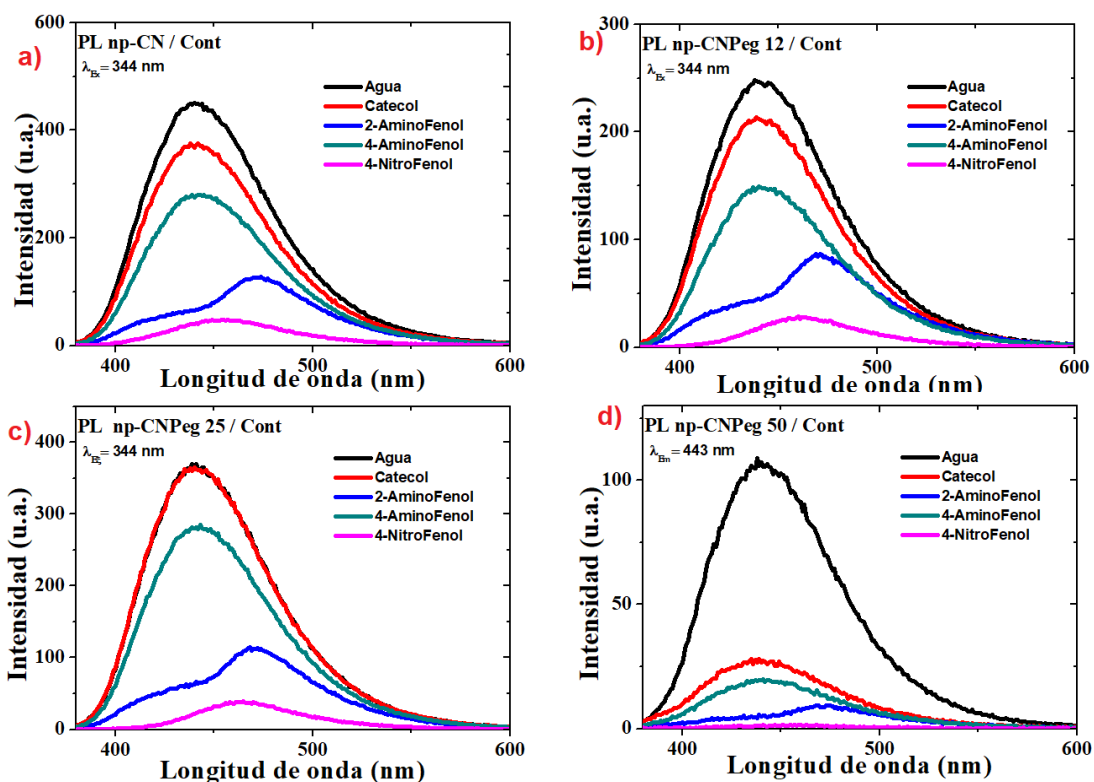 a)
PL np-CN / Cont
λEx = 344 nm
Agua
Catecol
2-AminoFenol
4-AminoFenol
4-NitroFenol
Intensidad (u.a.)
600
400
200
0
400
500
600
Longitud de onda (nm)
b)
PL np-CNPeg 12 / Cont
λEx = 344 nm
Agua
Catecol
2-AminoFenol
4-AminoFenol
4-NitroFenol
Intensidad (u.a.)
300
200
100
0
400
500
600
Longitud de onda (nm)
c)
PL np-CNPeg 25 / Cont
λEx = 344 nm
Agua
Catecol
2-AminoFenol
4-AminoFenol
4-NitroFenol
Intensidad (u.a.)
400
300
200
100
0
400
500
600
Longitud de onda (nm)
d)
PL np-CNPeg 50 / Cont
λEm = 443 nm
Agua
Catecol
2-AminoFenol
4-AminoFenol
4-NitroFenol
Intensidad (u.a.)
100
50
0
400
500
600
Longitud de onda (nm)